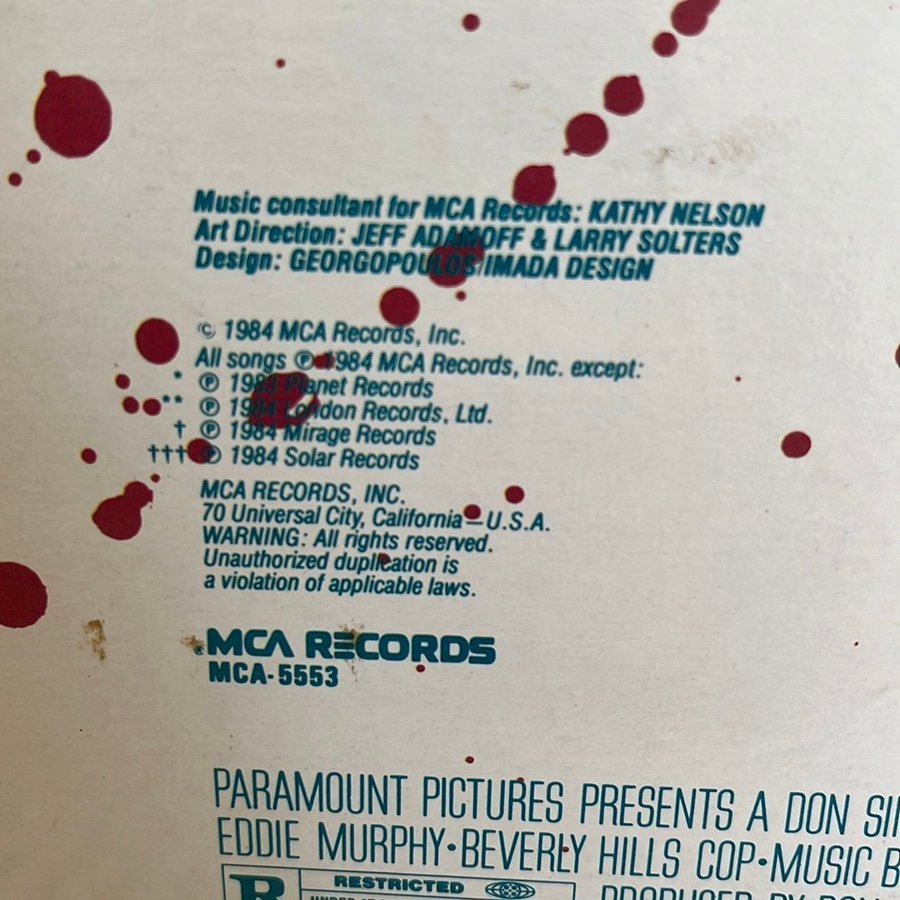 Music consultant for MCA Records: KATHY NELSON
Art Direction: JEFF ADAMOFF & LARRY SOLTERS
Design: GEORGOPOULOS/IMADA DESIGN
© 1984 MCA Records, Inc.
All songs ℗ 1984 MCA Records, Inc. except:
* ℗ 1983 Planet Records
** ℗ 1984 London Records, Ltd.
† ℗ 1984 Mirage Records
††† ℗ 1984 Solar Records
MCA RECORDS, INC.
70 Universal City, California—U.S.A.
WARNING: All rights reserved.
Unauthorized duplication is
a violation of applicable laws.
MCA RECORDS
MCA-5553
PARAMOUNT PICTURES PRESENTS A DON
EDDIE MURPHY·BEVERLY HILLS COP·MUSIC B
R RESTRICTED
PRODUCED BY